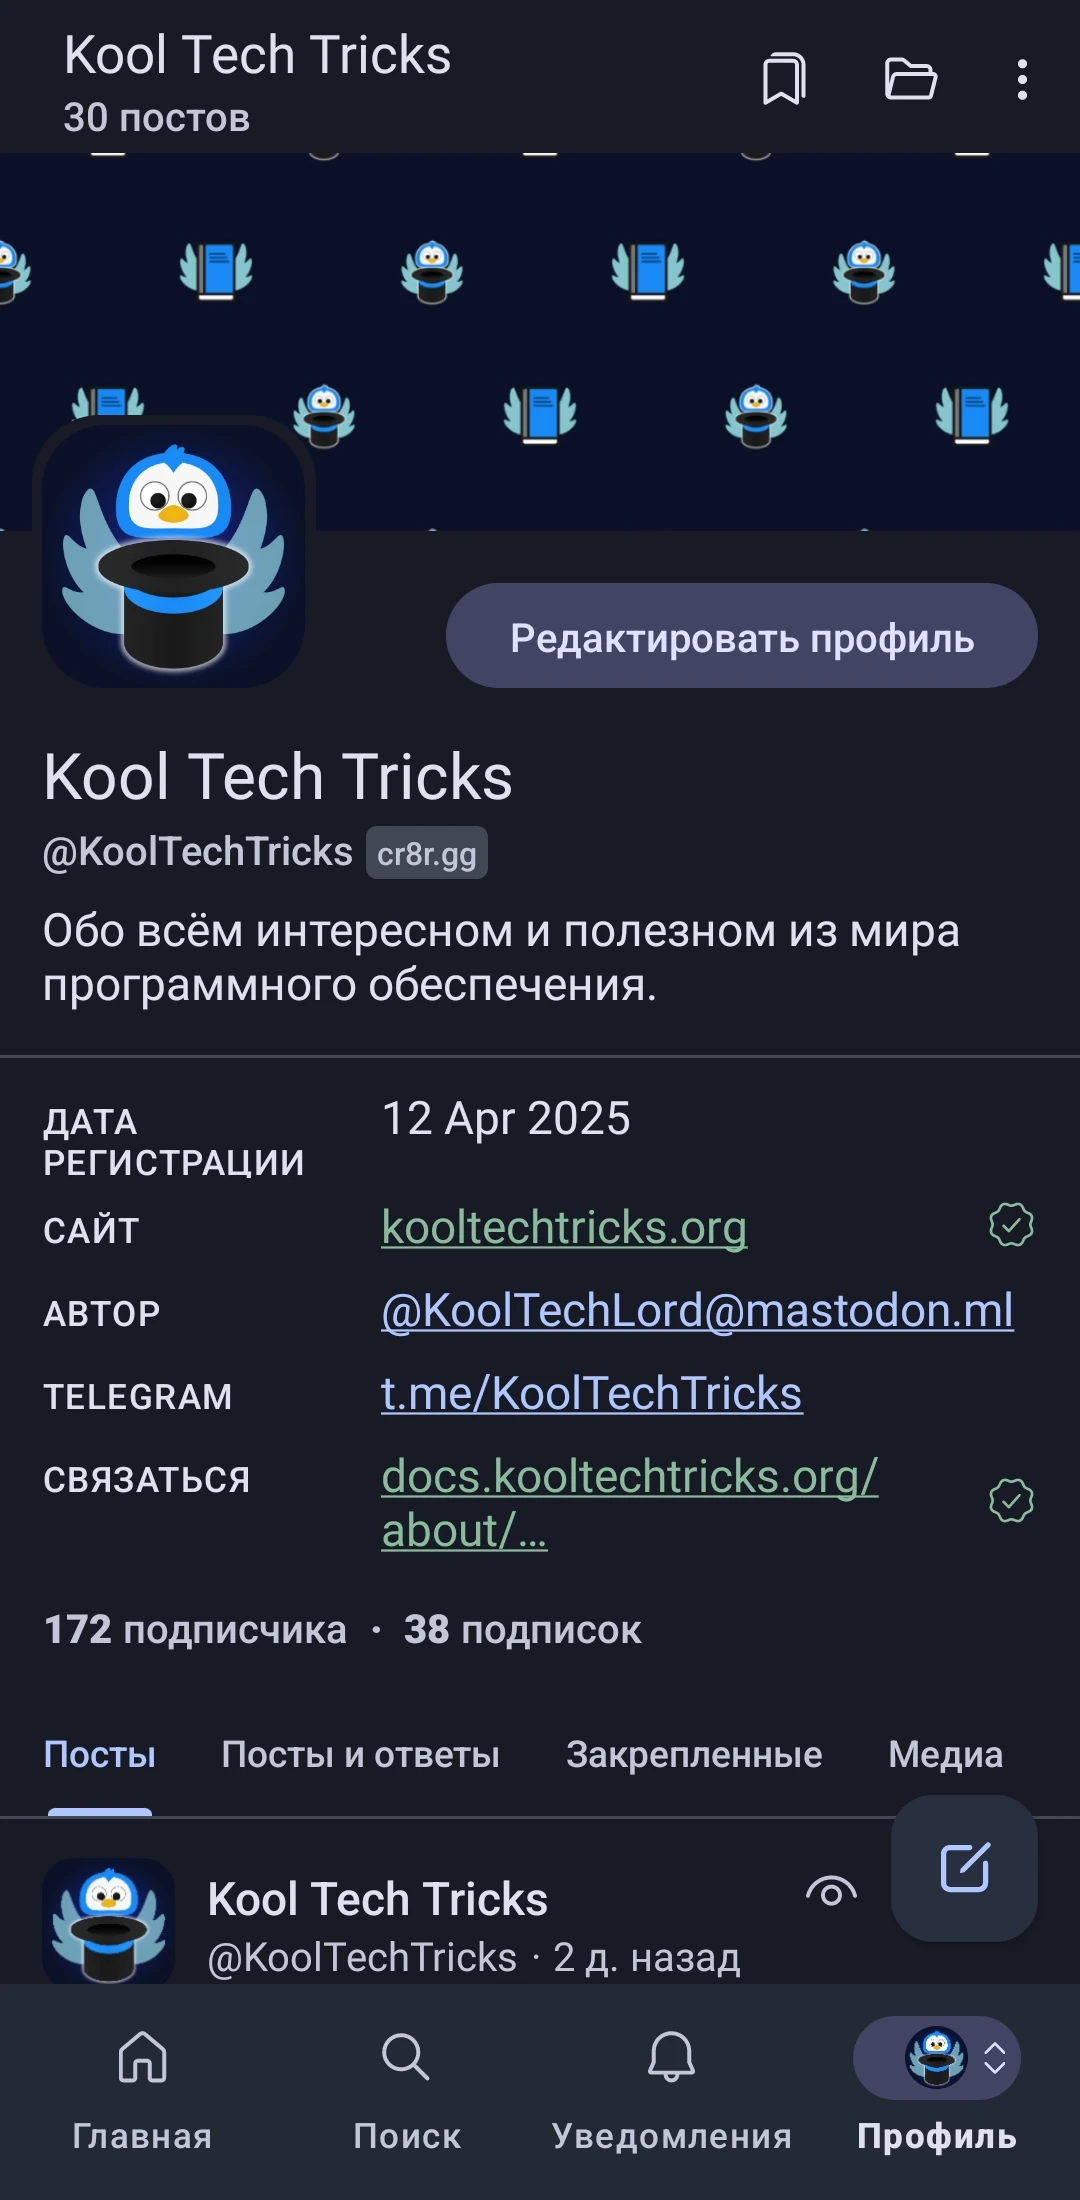 Kool Tech Tricks
30 постов
Редактировать профиль
Kool Tech Tricks
@KoolTechTricks cr8r.gg
Обо всём интересном и полезном из мира
программного обеспечения.
ДАТА
РЕГИСТРАЦИИ
12 Apr 2025
САЙТ kooltechtricks.org
АВТОР @KoolTechLord@mastodon.ml
TELEGRAM t.me/KoolTechTricks
СВЯЗАТЬСЯ docs.kooltechtricks.org/
about/…
172 подписчика · 38 подписок
Посты Посты и ответы Закрепленные Медиа
Kool Tech Tricks
@KoolTechTricks · 2 д. назад
Главная Поиск Уведомления Профиль